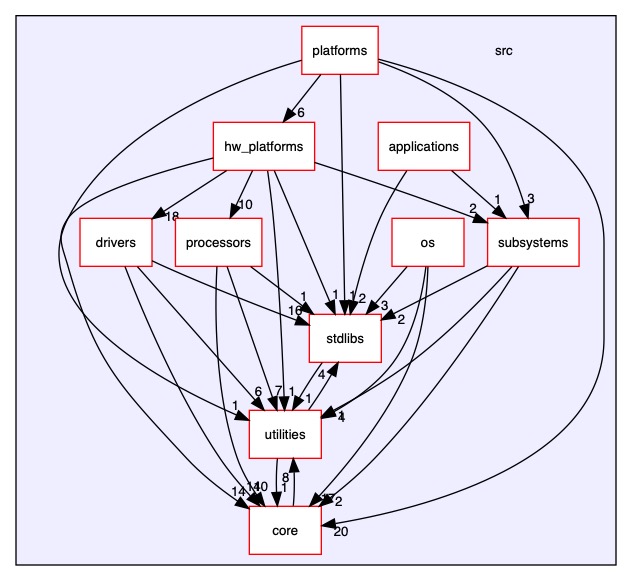 platforms
src
6
hw_platforms
applications
18
10
2
1
3
drivers
processors
os
subsystems
16
1
1
1
2
3
2
stdlibs
4
1
6
7
1
1
4
utilities
8
1
14
10
2
20
core